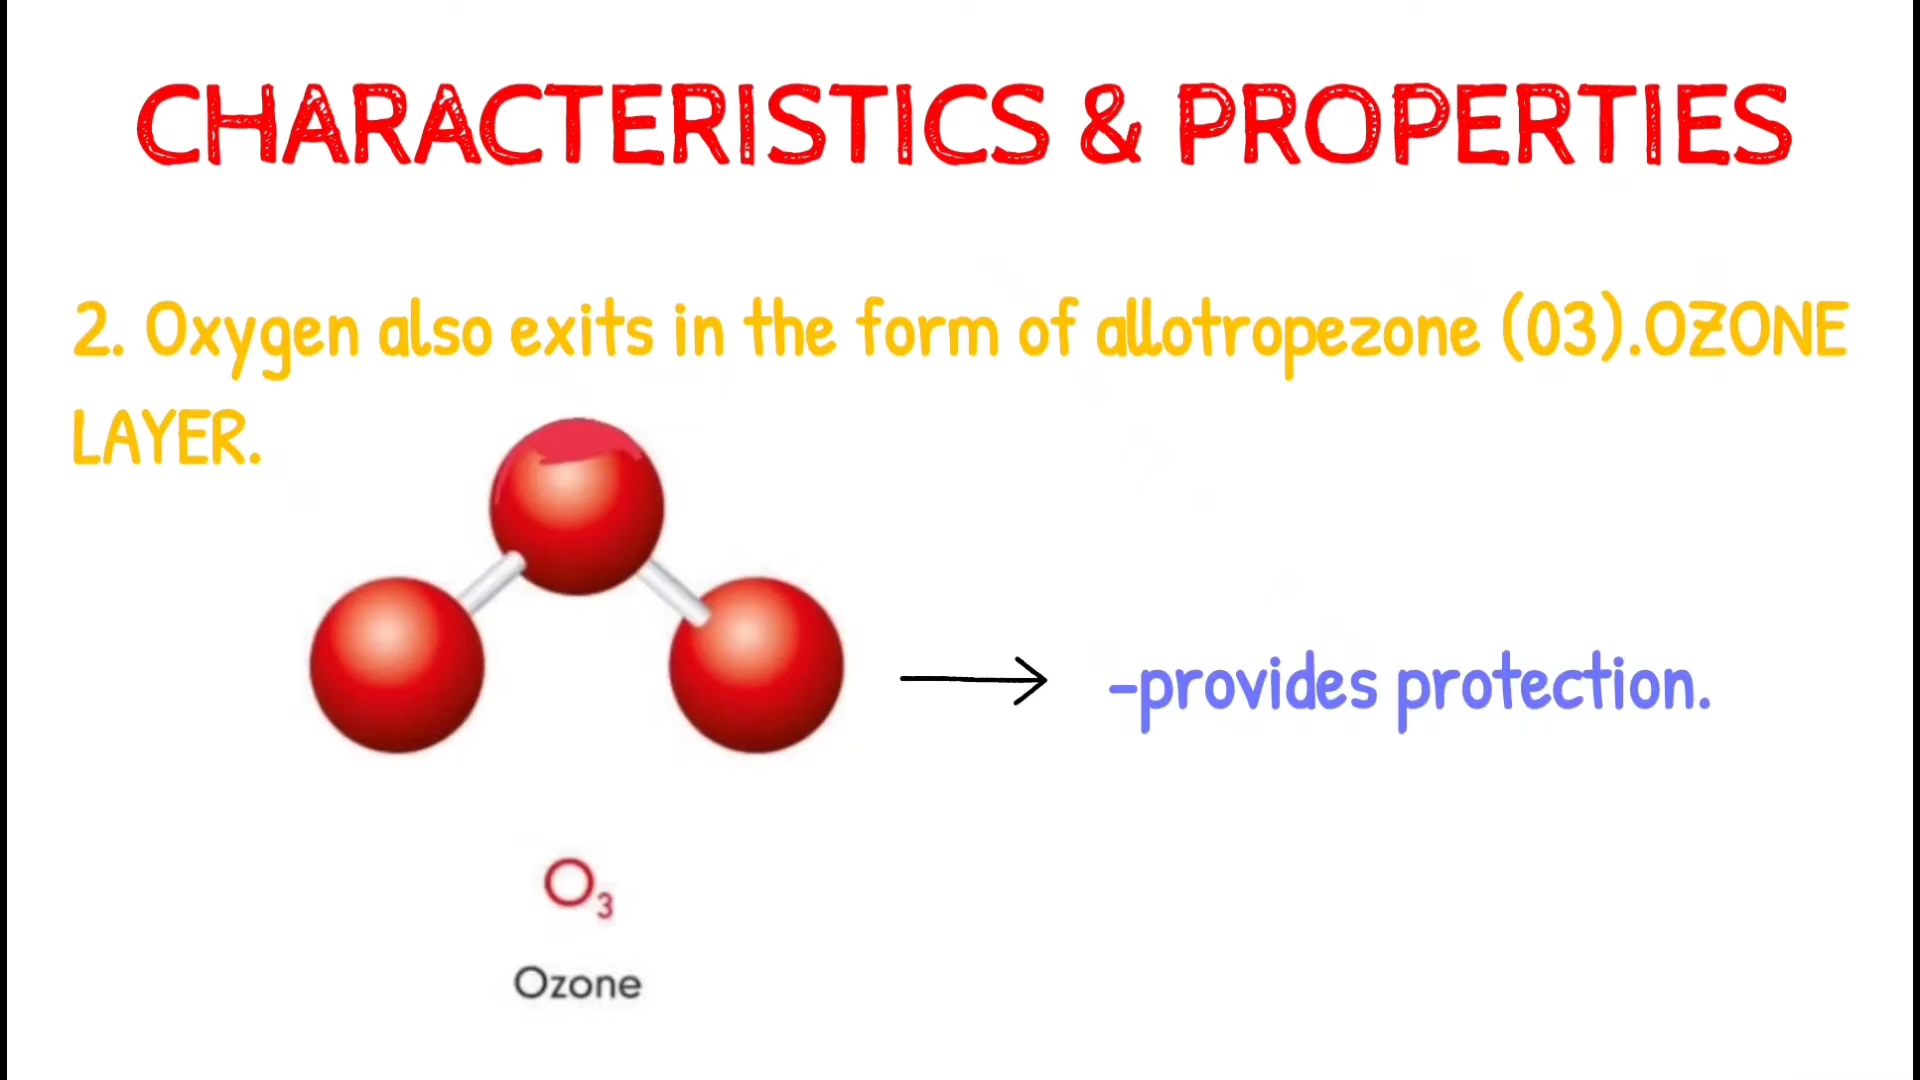 CHARACTERISTICS & PROPERTIES
2. Oxygen also exits in the form of allotropezone (03).OZONE
LAYER.
-provides protection.
O₃
Ozone